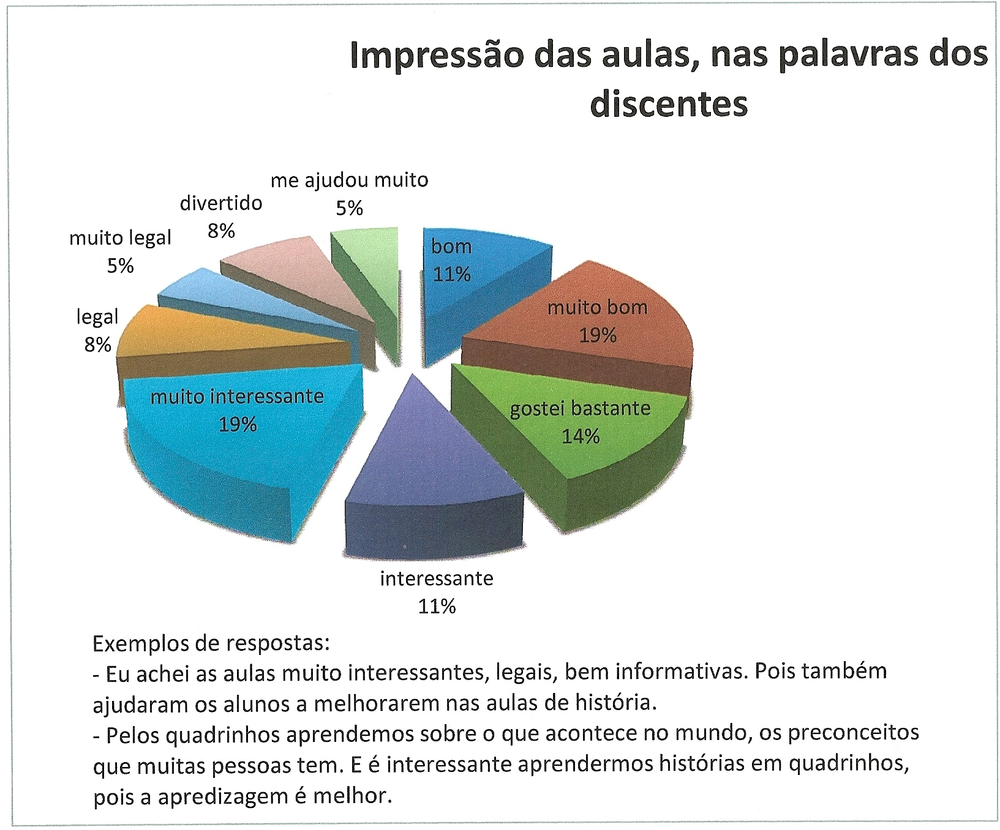 Impressão das aulas, nas palavras dos
discentes
me ajudou muito
5%
divertido
8%
muito legal
5%
legal
8%
bom
11%
muito bom
19%
gostei bastante
14%
muito interessante
19%
interessante
11%
Exemplos de respostas:
- Eu achei as aulas muito interessantes, legais, bem informativas. Pois também
ajudaram os alunos a melhorarem nas aulas de história.
- Pelos quadrinhos aprendemos sobre o que acontece no mundo, os preconceitos
que muitas pessoas tem. E é interessante aprendermos histórias em quadrinhos,
pois a apredizagem é melhor.